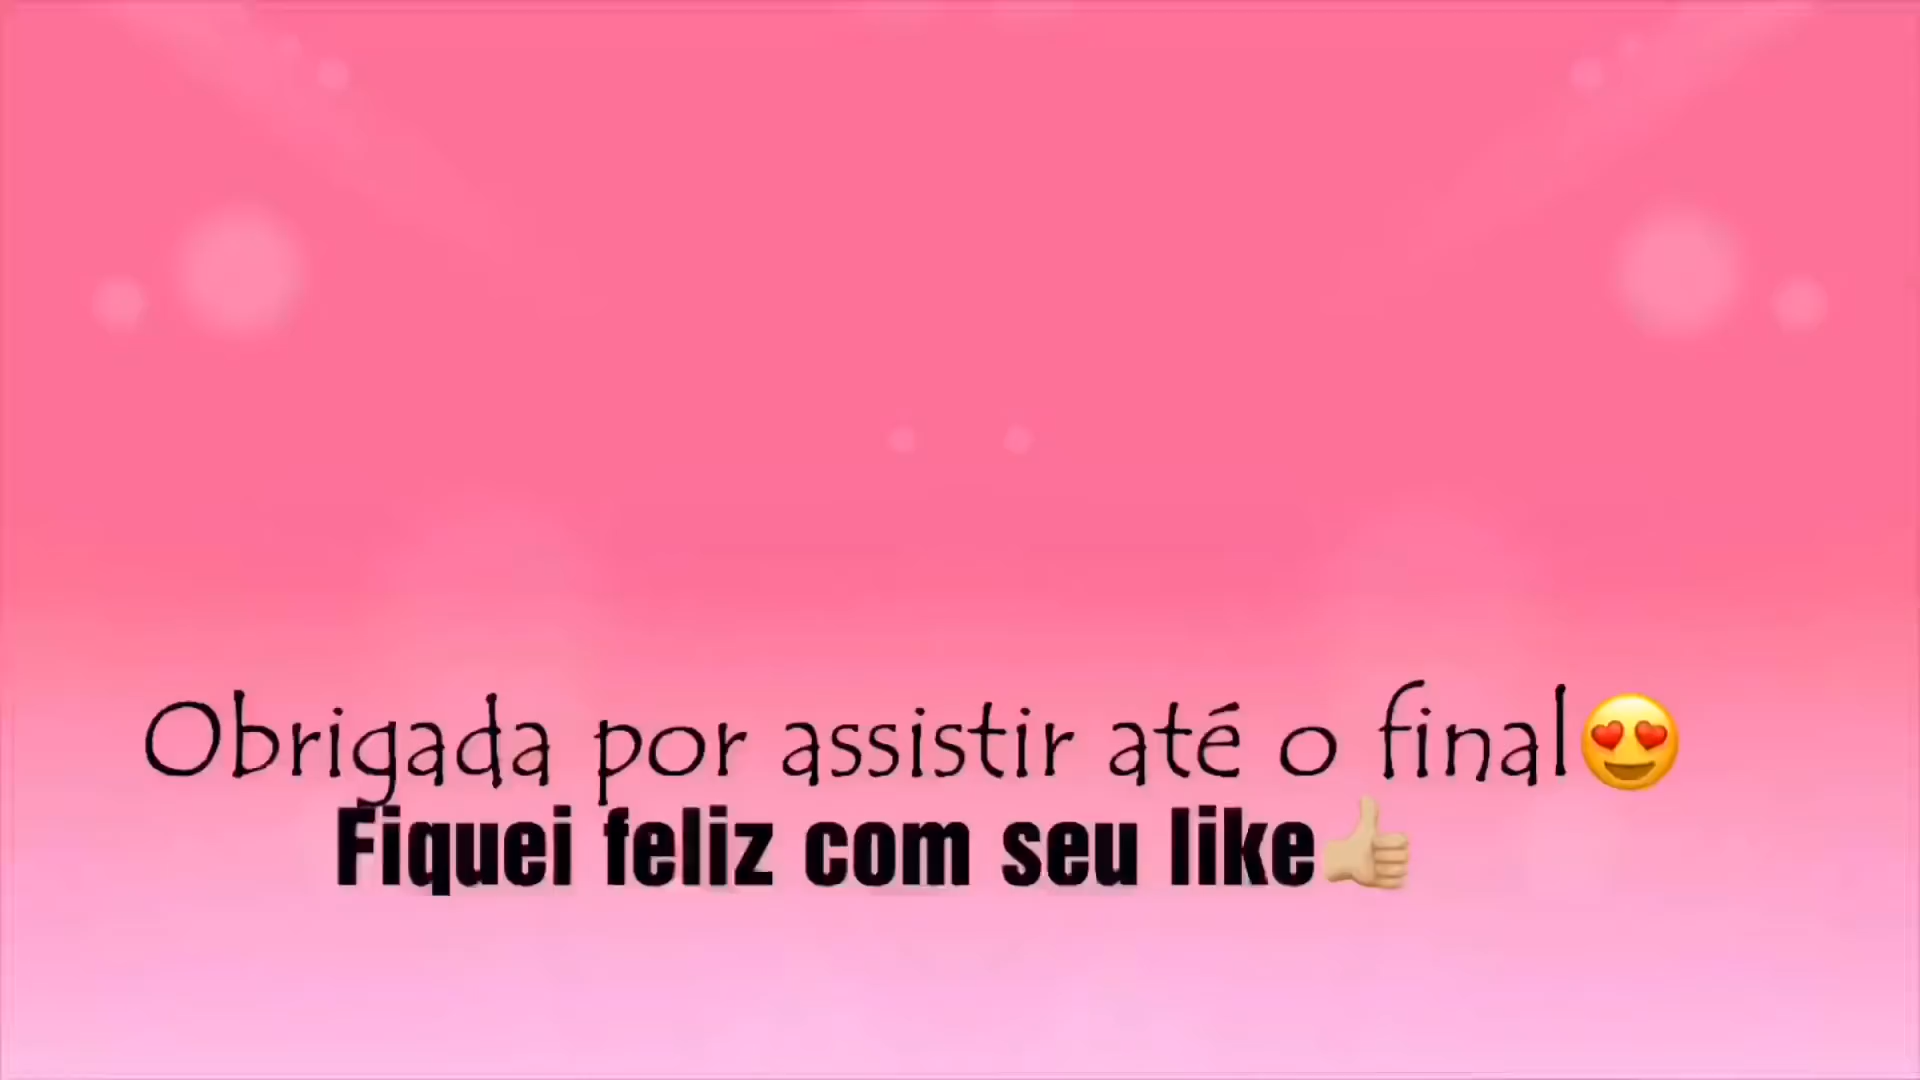 Obrigada por assistir até o final😍
Fiquei feliz com seu like👍🏼